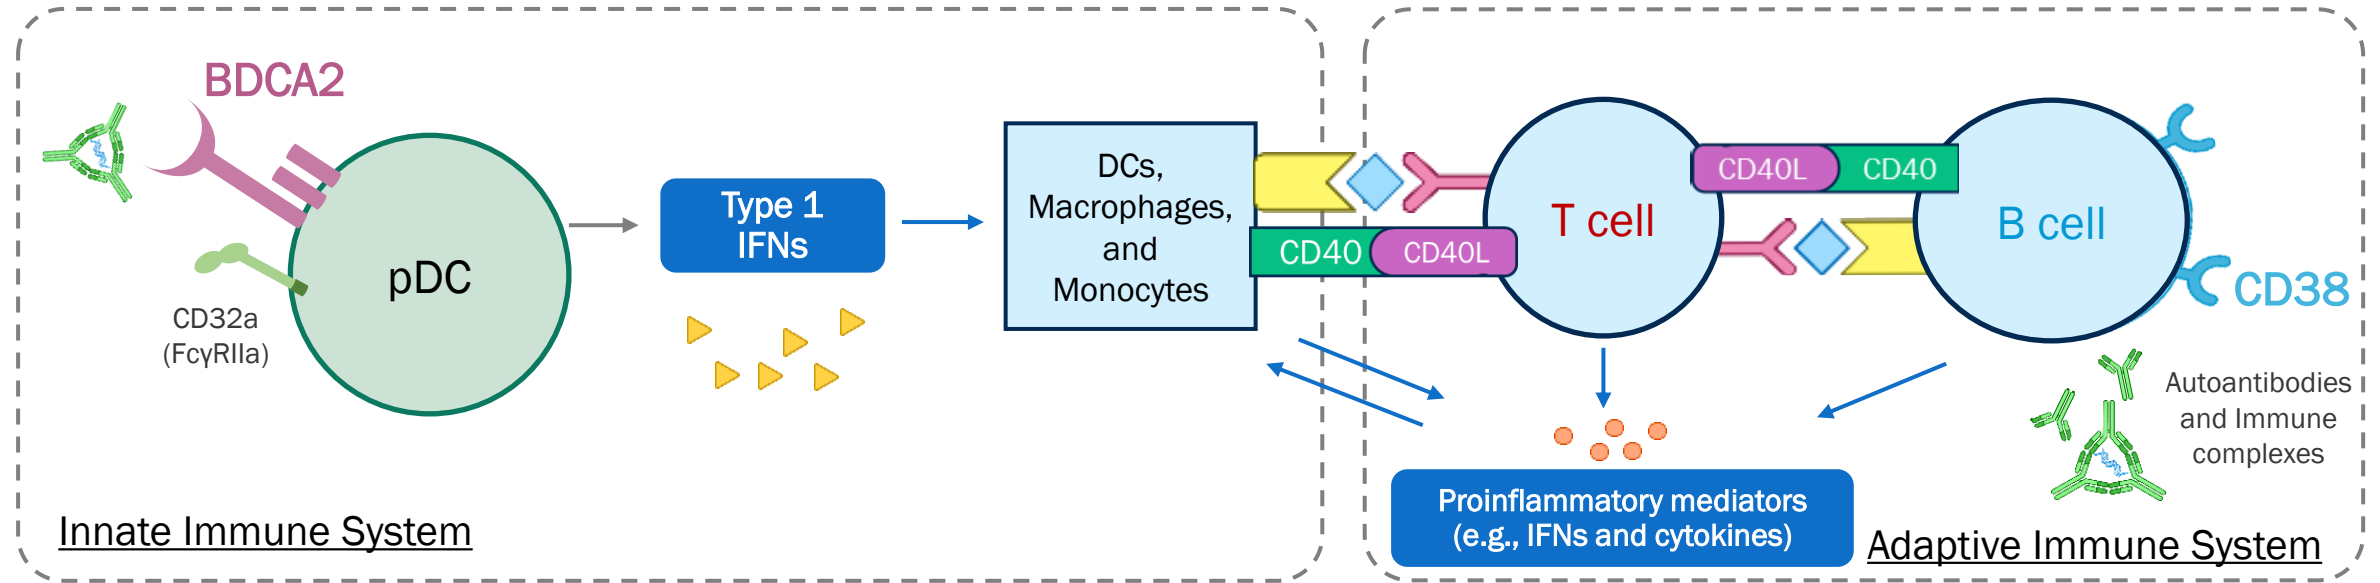 BDCA2
CD32a
(FcγRIIa)
pDC
Type 1
IFNs
DCs,
Macrophages,
and
Monocytes
CD40 CD40L
T cell
CD40L CD40
B cell
CD38
Autoantibodies
and Immune
complexes
Proinflammatory mediators
(e.g., IFNs and cytokines)
Innate Immune System
Adaptive Immune System